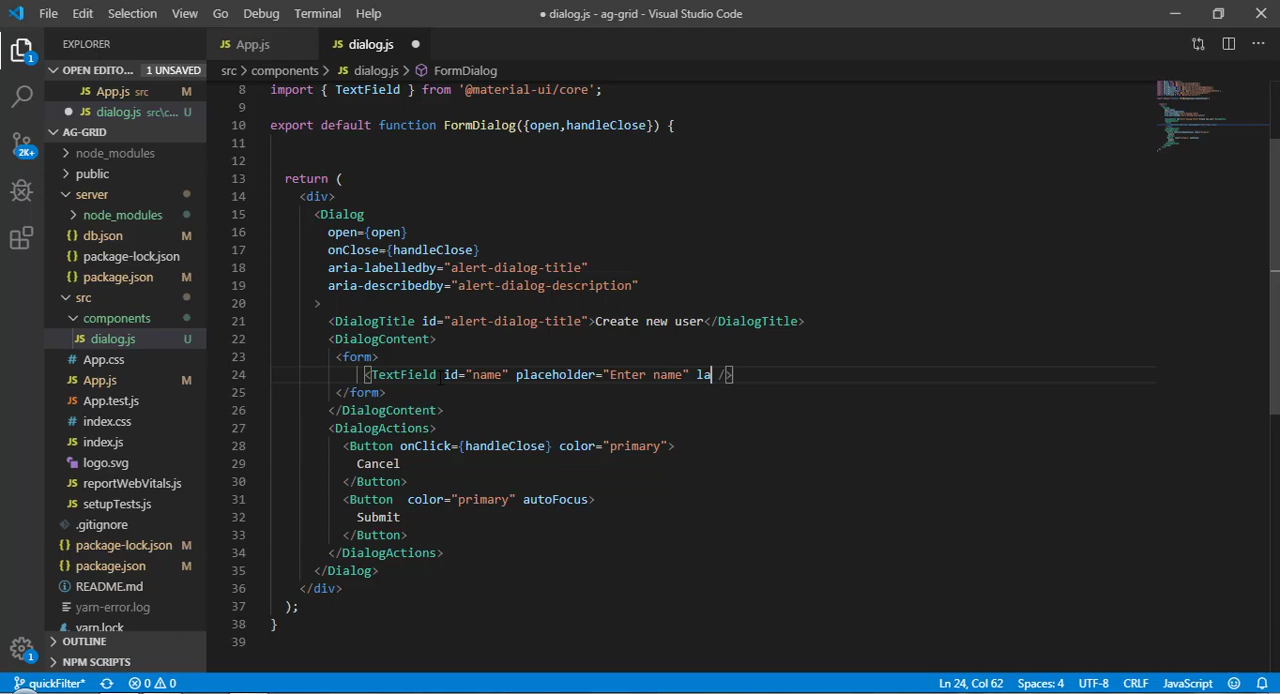 File Edit Selection View Go Debug Terminal Help
● dialog.js - ag-grid - Visual Studio Code
EXPLORER
OPEN EDITO... 1 UNSAVED
App.js src M
dialog.js src\c... U
AG-GRID
node_modules
public
server
node_modules
db.json M
package-lock.json
package.json M
src
components
dialog.js U
App.css
App.js M
App.test.js
index.css
index.js
logo.svg
reportWebVitals.js
setupTests.js
.gitignore
package-lock.json M
package.json M
README.md
yarn-error.log
yarn.lock
OUTLINE
NPM SCRIPTS
1
2K+
1
JS App.js JS dialog.js ●
src > components > JS dialog.js > FormDialog
8 import { TextField } from '@material-ui/core';
9
10 export default function FormDialog({open,handleClose}) {
11
12
13 return (
14 <div>
15 <Dialog
16 open={open}
17 onClose={handleClose}
18 aria-labelledby="alert-dialog-title"
19 aria-describedby="alert-dialog-description"
20 >
21 <DialogTitle id="alert-dialog-title">Create new user</DialogTitle>
22 <DialogContent>
23 <form>
24 <TextField id="name" placeholder="Enter name" la />
25 </form>
26 </DialogContent>
27 <DialogActions>
28 <Button onClick={handleClose} color="primary">
29 Cancel
30 </Button>
31 <Button  color="primary" autoFocus>
32 Submit
33 </Button>
34 </DialogActions>
35 </Dialog>
36 </div>
37 );
38 }
39
quickFilter* 0 0 Ln 24, Col 62 Spaces: 4 UTF-8 CRLF JavaScript